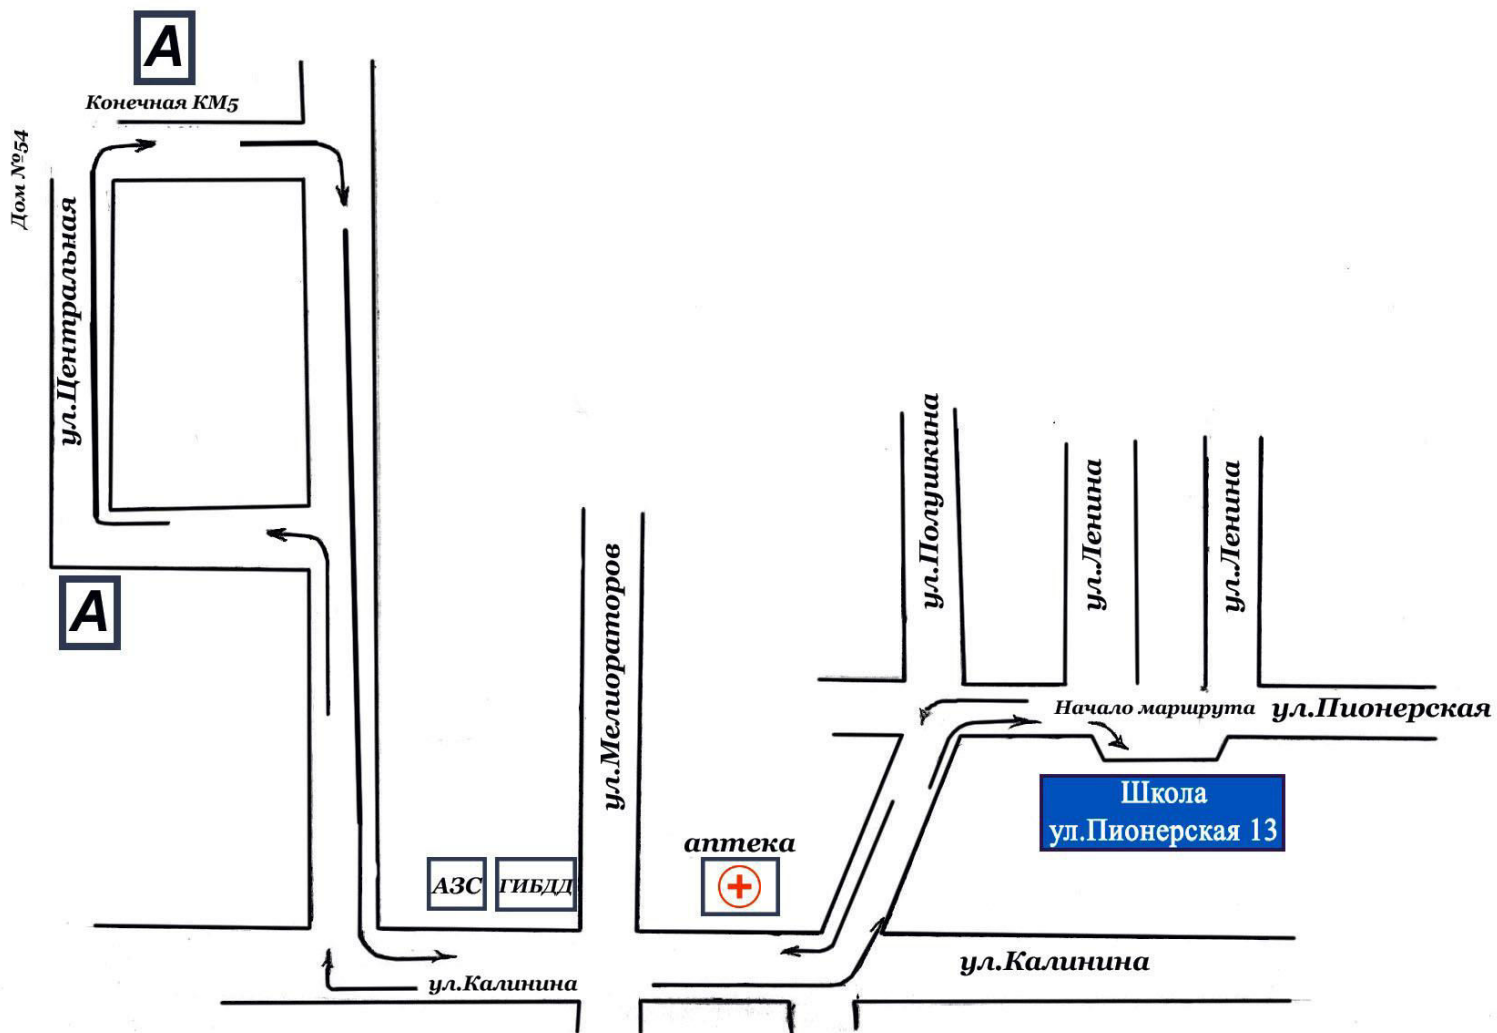 А
Конечная КМ5
Дом №54
ул.Центральная
А
ул.Мелиораторов
ул.Полушкина
ул.Ленина
ул.Ленина
Начало маршрута
ул.Пионерская
Школа
ул.Пионерская 13
аптека
АЗС
ГИБДД
ул.Калинина
ул.Калинина